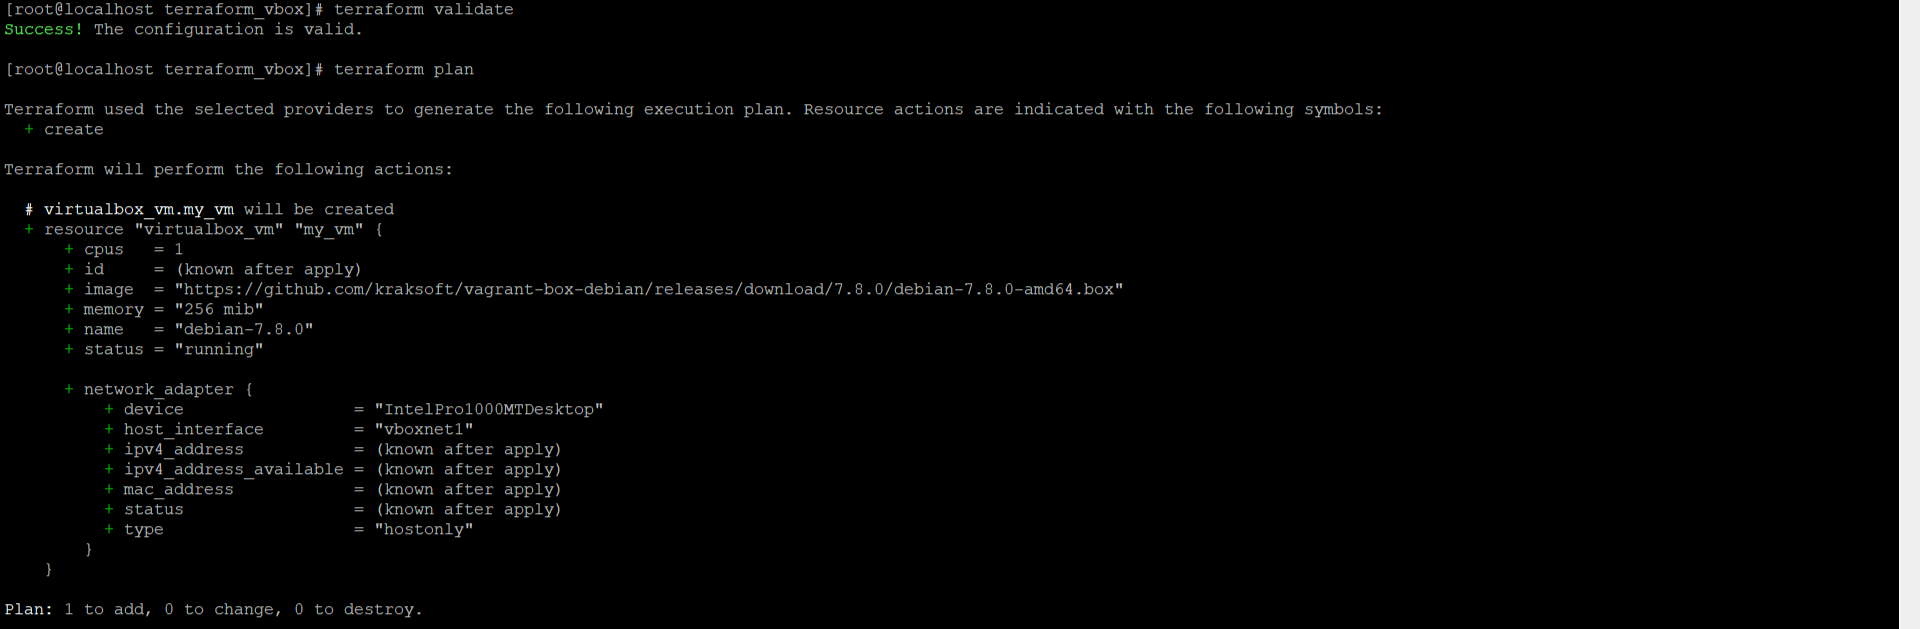 [root@localhost terraform_vbox]# terraform validate
Success! The configuration is valid.
[root@localhost terraform_vbox]# terraform plan
Terraform used the selected providers to generate the following execution plan. Resource actions are indicated with the following symbols:
  + create
Terraform will perform the following actions:
  # virtualbox_vm.my_vm will be created
  + resource "virtualbox_vm" "my_vm" {
      + cpus   = 1
      + id     = (known after apply)
      + image  = "https://github.com/kraksoft/vagrant-box-debian/releases/download/7.8.0/debian-7.8.0-amd64.box"
      + memory = "256 mib"
      + name   = "debian-7.8.0"
      + status = "running"
      + network_adapter {
          + device                 = "IntelPro1000MTDesktop"
          + host_interface         = "vboxnet1"
          + ipv4_address           = (known after apply)
          + ipv4_address_available = (known after apply)
          + mac_address            = (known after apply)
          + status                 = (known after apply)
          + type                   = "hostonly"
        }
    }
Plan: 1 to add, 0 to change, 0 to destroy.